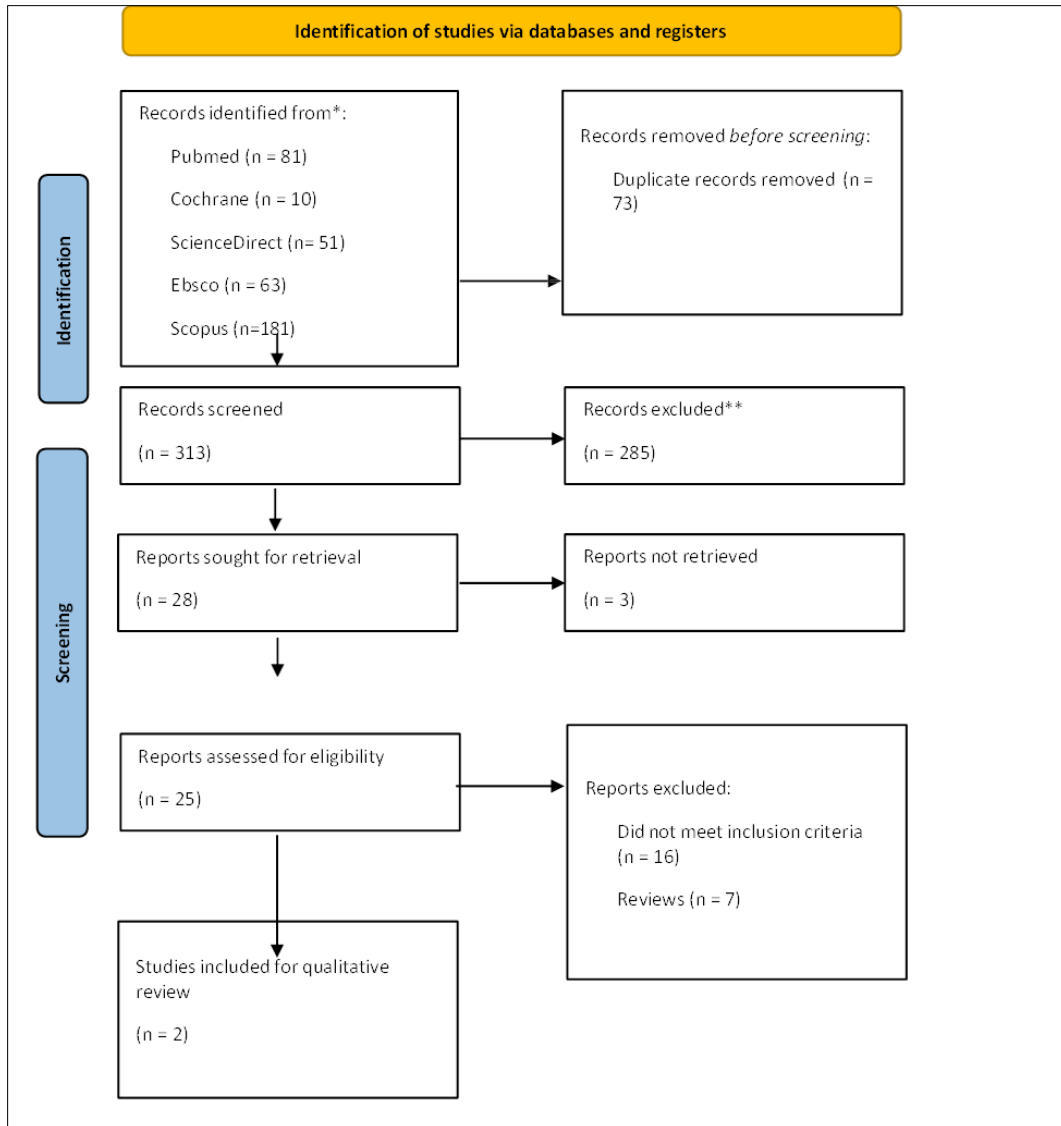 Identification of studies via databases and registers
Identification
Records identified from*:
Pubmed (n = 81)
Cochrane (n = 10)
ScienceDirect (n= 51)
Ebsco (n = 63)
Scopus (n=181)
Records removed before screening:
Duplicate records removed (n =
73)
Screening
Records screened
(n = 313)
Records excluded**
(n = 285)
Reports sought for retrieval
(n = 28)
Reports not retrieved
(n = 3)
Reports assessed for eligibility
(n = 25)
Reports excluded:
Did not meet inclusion criteria
(n = 16)
Reviews (n = 7)
Studies included for qualitative
review
(n = 2)